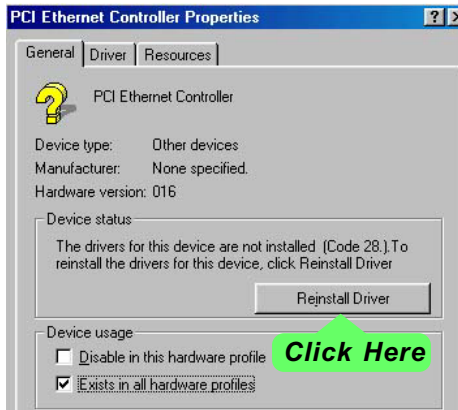 PCI Ethernet Controller Properties
General Driver Resources
PCI Ethernet Controller
Device type: Other devices
Manufacturer: None specified.
Hardware version: 016
Device status
The drivers for this device are not installed (Code 28.).To
reinstall the drivers for this device, click Reinstall Driver
Reinstall Driver
Device usage
Disable in this hardware profile
Click Here
Exists in all hardware profiles